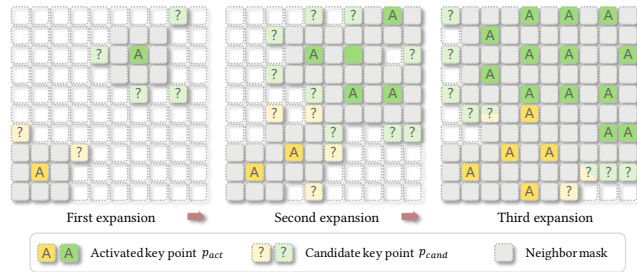 ? ? ? A ? A A A
? A
? A A ? ? A A A
? A
? ? ? A A ? A A A
? ? ? ? A
? ? ? ? A A
? A ? A A
A A A ? ? ?
? A ?
First expansion Second expansion Third expansion
A A Activated key point p_act ? ? Candidate key point p_cand Neighbor mask